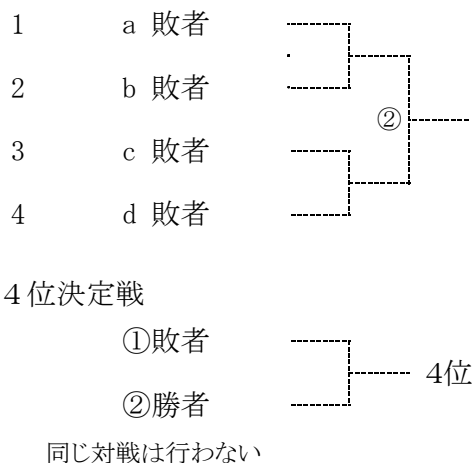 1 a 敗者
2 b 敗者
②
3 c 敗者
4 d 敗者
４位決定戦
①敗者
4位
②勝者
同じ対戦は行わない